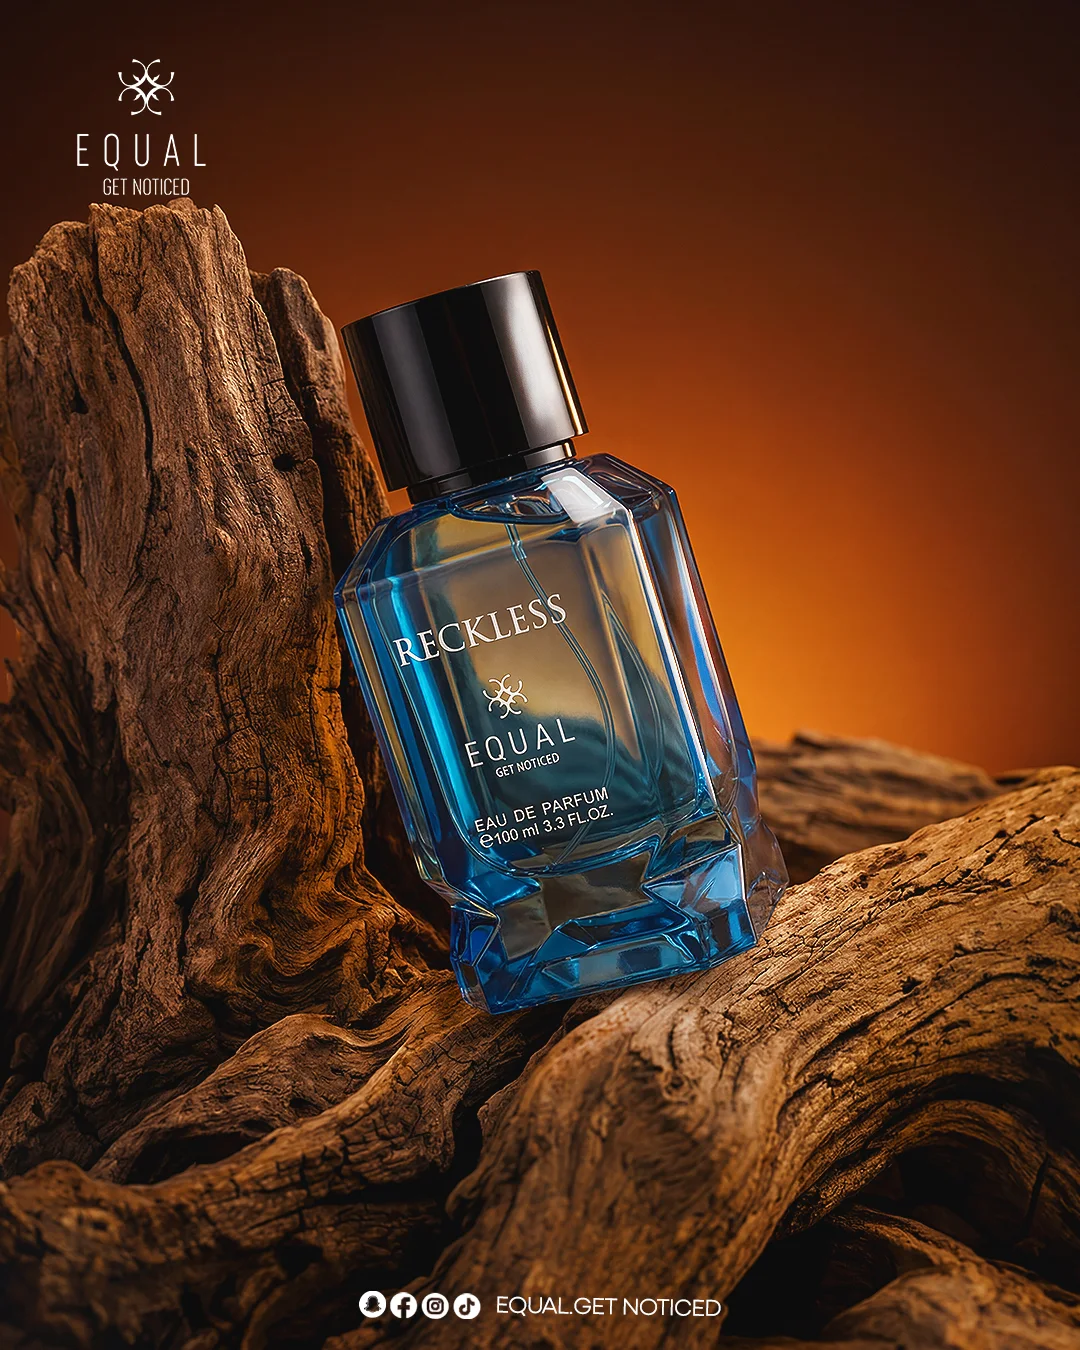 EQUAL
GET NOTICED
RECKLESS
EQUAL
GET NOTICED
EAU DE PARFUM
℮100 ml 3.3 FL.OZ.
EQUAL.GET NOTICED